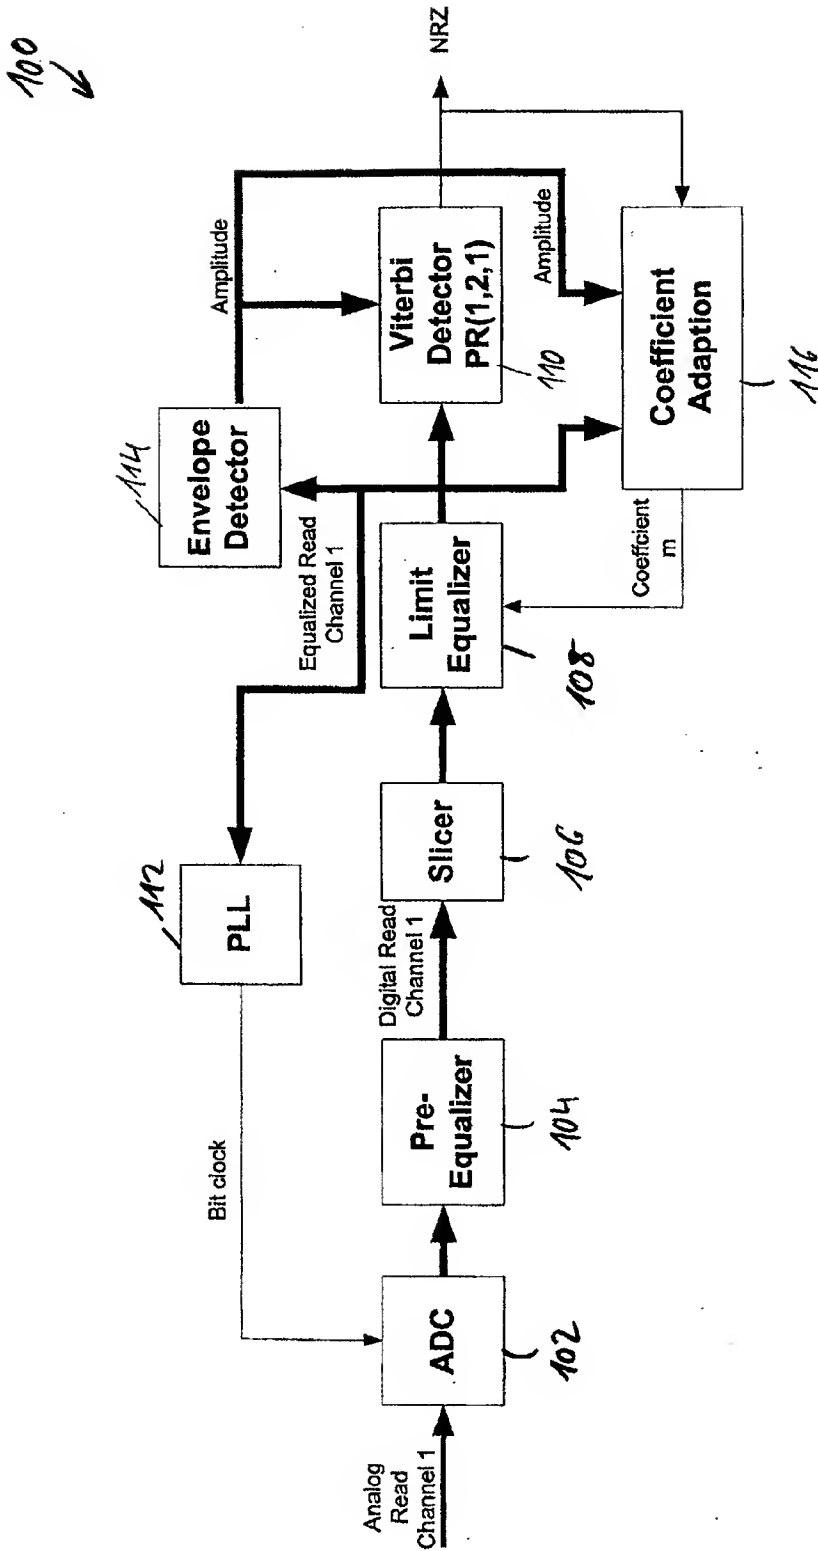 100
Analog
Read
Channel 1
ADC
102
Bit clock
Pre-
Equalizer
104
Digital Read
Channel 1
PLL
112
Slicer
106
Equalized Read
Channel 1
Limit
Equalizer
108
Envelope
Detector
114
Amplitude
Viterbi
Detector
PR(1,2,1)
110
Amplitude
Coeffcient
m
Coefficient
Adaption
116
NRZ